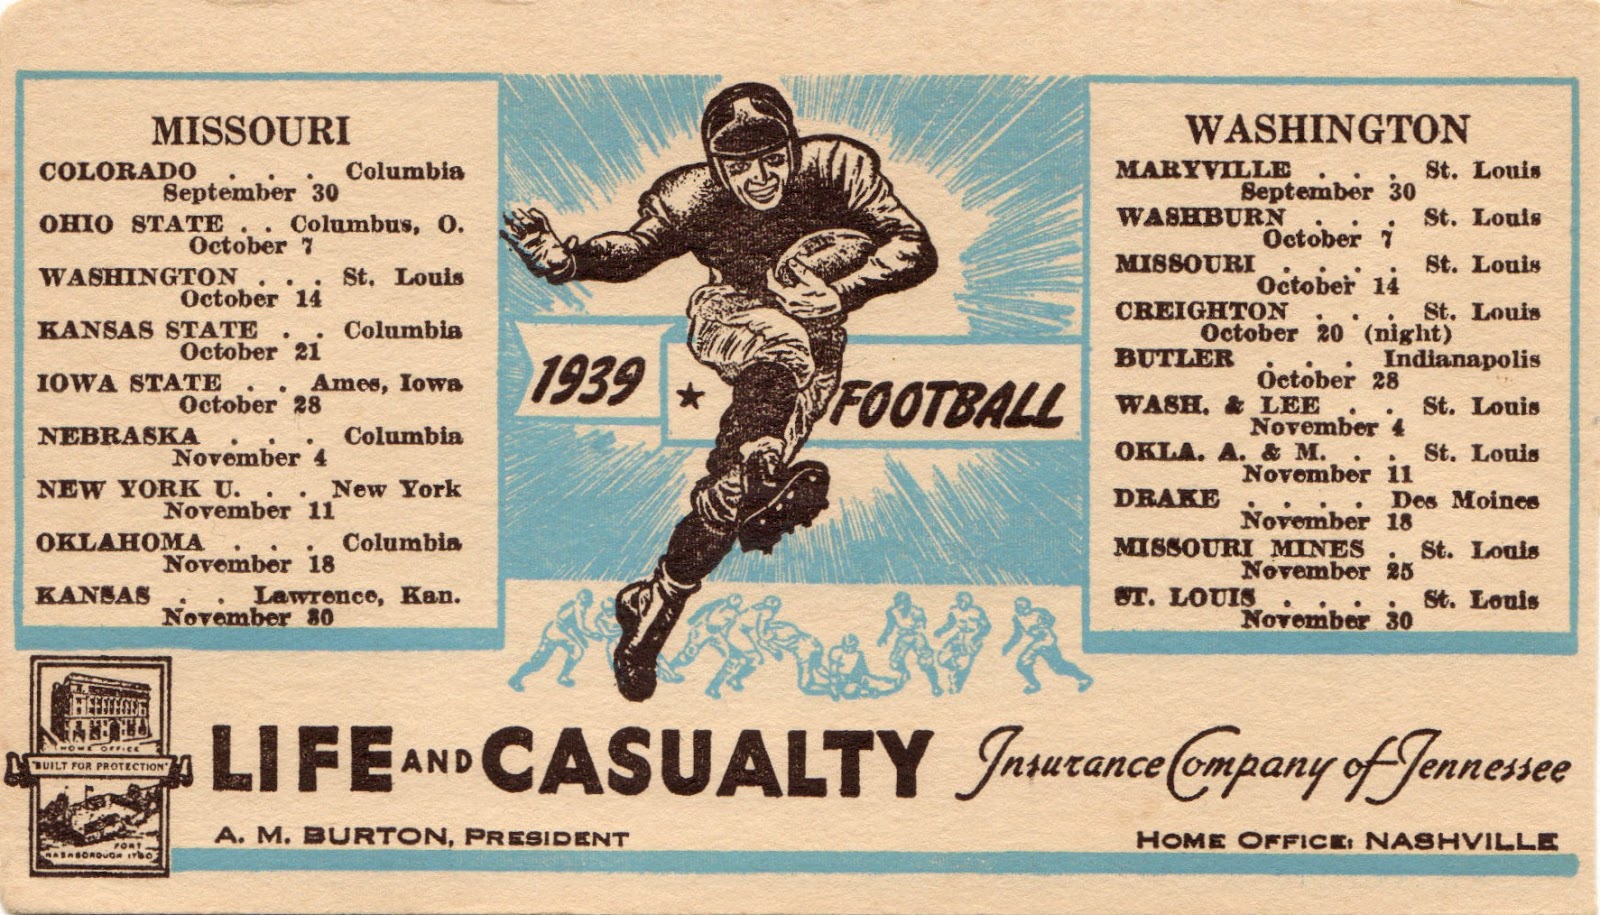 MISSOURI
COLORADO . . . Columbia
September 30
OHIO STATE . . Columbus, O.
October 7
WASHINGTON . . . St. Louis
October 14
KANSAS STATE . . Columbia
October 21
IOWA STATE . . Ames, Iowa
October 28
NEBRASKA . . . Columbia
November 4
NEW YORK U. . . New York
November 11
OKLAHOMA . . . Columbia
November 18
KANSAS . . Lawrence, Kan.
November 30
1939 ★ FOOTBALL
WASHINGTON
MARYVILLE . . . St. Louis
September 30
WASHBURN . . . St. Louis
October 7
MISSOURI . . . . St. Louis
October 14
CREIGHTON . . . St. Louis
October 20 (night)
BUTLER . . . Indianapolis
October 28
WASH. & LEE . . St. Louis
November 4
OKLA. A. & M. . . St. Louis
November 11
DRAKE . . . . Des Moines
November 18
MISSOURI MINES . St. Louis
November 25
ST. LOUIS . . . . St. Louis
November 30
HOME OFFICE
"BUILT FOR PROTECTION"
FORT
NASHBOROUGH 1780
LIFE AND CASUALTY Insurance Company of Tennessee
A. M. BURTON, PRESIDENT
HOME OFFICE: NASHVILLE